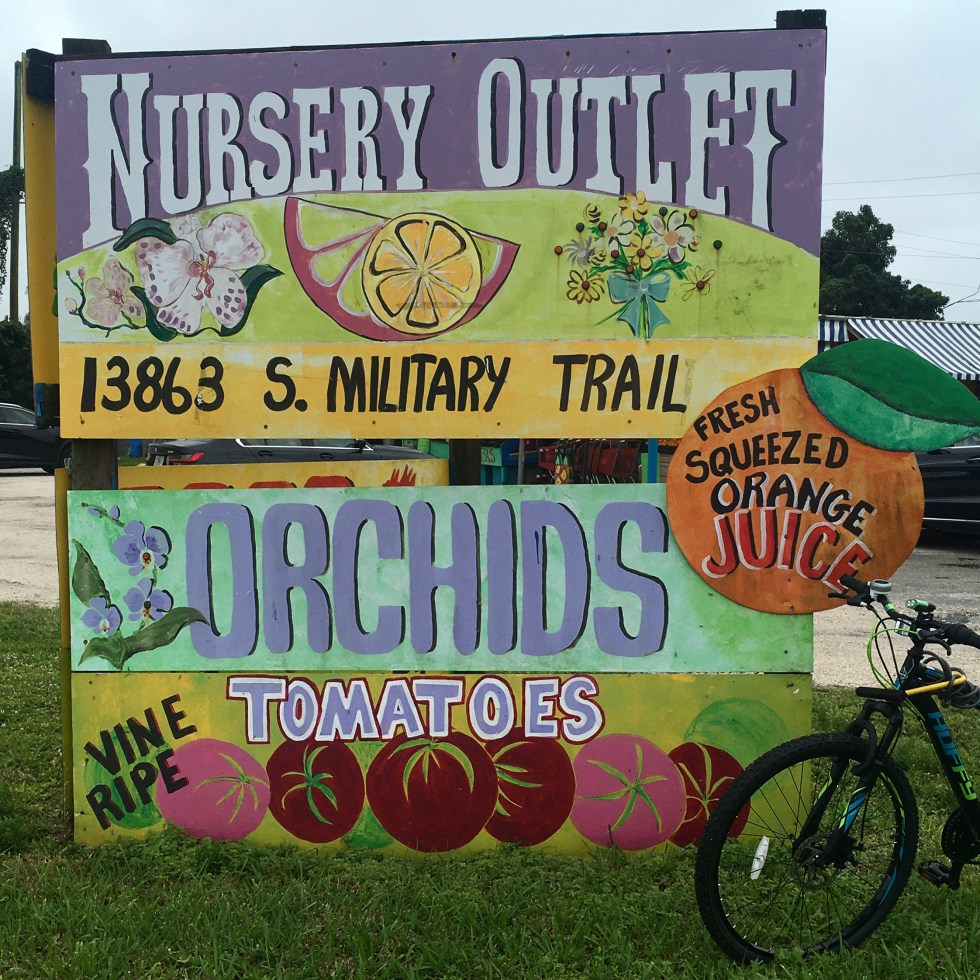 NURSERY OUTLET
13863 S. MILITARY TRAIL
FRESH
SQUEEZED
ORANGE
JUICE
ORCHIDS
TOMATOES
VINE
RIPE
HUFFY